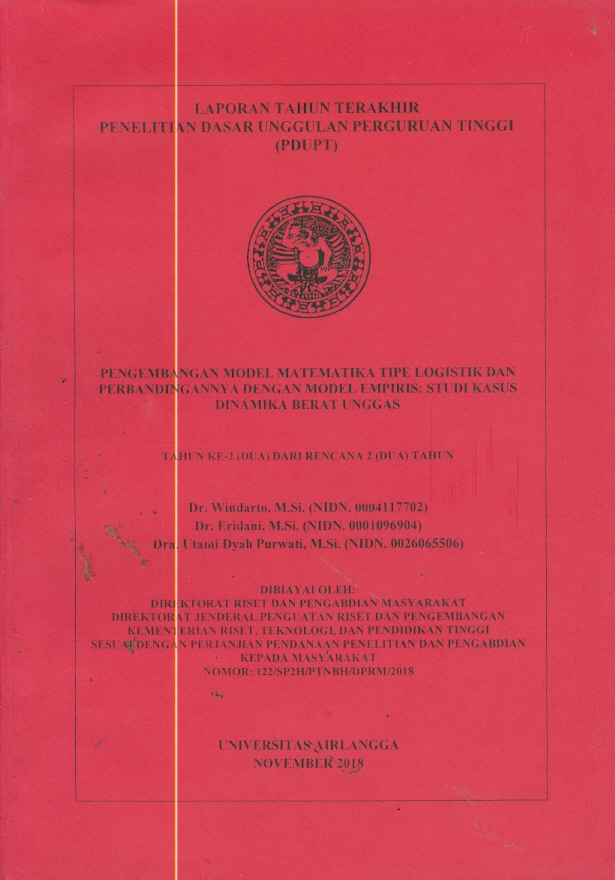 LAPORAN TAHUN TERAKHIR
PENELITIAN DASAR UNGGULAN PERGURUAN TINGGI
(PDUPT)
PENGEMBANGAN MODEL MATEMATIKA TIPE LOGISTIK DAN
PERBANDINGANNYA DENGAN MODEL EMPIRIS: STUDI KASUS
DINAMIKA BERAT UNGGAS
TAHUN KE-2 (DUA) DARI RENCANA 2 (DUA) TAHUN
Dr. Windarto, M.Si. (NIDN. 0004117702)
Dr. Eridani, M.Si. (NIDN. 0001096904)
Dra. Utami Dyah Purwati, M.Si. (NIDN. 0026065506)
DIBIAYAI OLEH:
DIREKTORAT RISET DAN PENGABDIAN MASYARAKAT
DIREKTORAT JENDERAL PENGUATAN RISET DAN PENGEMBANGAN
KEMENTERIAN RISET, TEKNOLOGI, DAN PENDIDIKAN TINGGI
SESUAI DENGAN PERJANJIAN PENDANAAN PENELITIAN DAN PENGABDIAN
KEPADA MASYARAKAT
NOMOR: 122/SP2H/PTNBH/DPRM/2018
UNIVERSITAS AIRLANGGA
NOVEMBER 2018